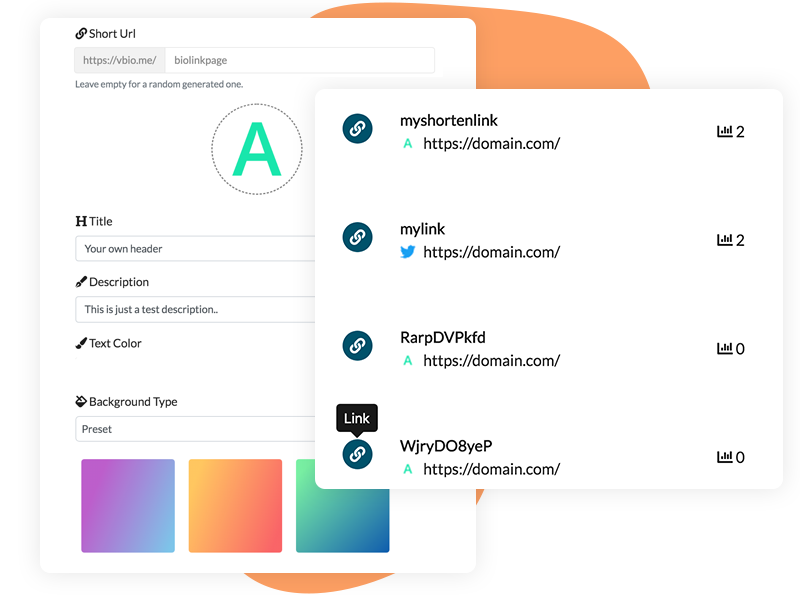 Short Url
https://vbio.me/ biolinkpage
Leave empty for a random generated one.
A
Title
Your own header
Description
This is just a test description..
Text Color
Background Type
Preset
myshortenlink
A https://domain.com/ 2
mylink
https://domain.com/ 2
RarpDVPkfd
A https://domain.com/ 0
Link
WjryDO8yeP
A https://domain.com/ 0